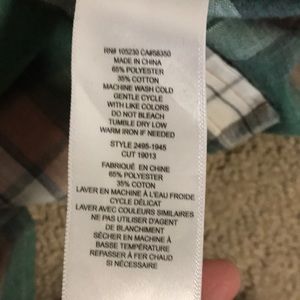 RN# 105230 CA#58350
MADE IN CHINA
65% POLYESTER
35% COTTON
MACHINE WASH COLD
GENTLE CYCLE
WITH LIKE COLORS
DO NOT BLEACH
TUMBLE DRY LOW
WARM IRON IF NEEDED
STYLE 2495-1945
CUT 19013
FABRIQUÉ EN CHINE
65% POLYESTER
35% COTON
LAVER EN MACHINE À L'EAU FROIDE
CYCLE DÉLICAT
LAVER AVEC COULEURS SIMILAIRES
NE PAS UTILISER D'AGENT
DE BLANCHIMENT
SÉCHER EN MACHINE À
BASSE TEMPÉRATURE
REPASSER À FER CHAUD
SI NÉCESSAIRE